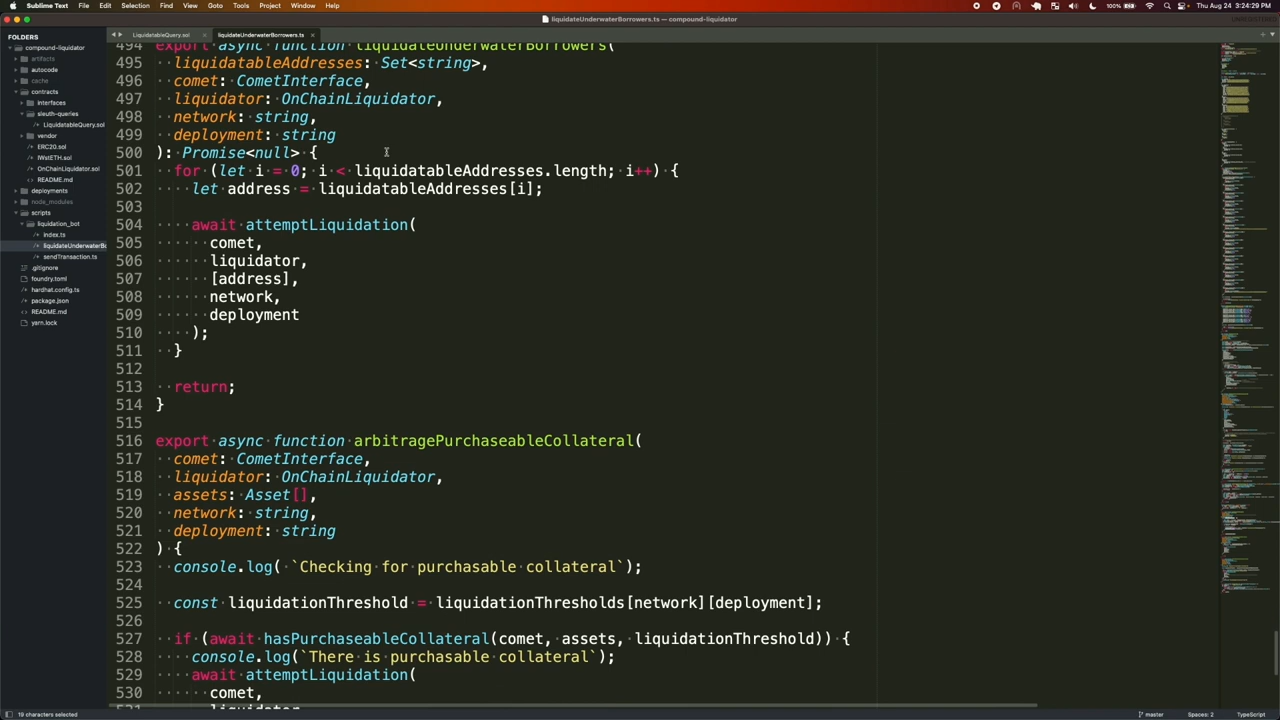 Sublime Text File Edit Selection Find View Goto Tools Project Window Help 100% Thu Aug 24 3:24:29 PM
liquidateUnderwaterBorrowers.ts — compound-liquidator
UNREGISTERED
FOLDERS
compound-liquidator
artifacts
autocode
cache
contracts
interfaces
sleuth-queries
LiquidatableQuery.sol
vendor
ERC20.sol
IWstETH.sol
OnChainLiquidator.sol
README.md
deployments
node_modules
scripts
liquidation_bot
index.ts
liquidateUnderwaterBo
sendTransaction.ts
.gitignore
foundry.toml
hardhat.config.ts
package.json
README.md
yarn.lock
LiquidatableQuery.sol × liquidateUnderwaterBorrowers.ts ×
494 export async function liquidateUnderwaterBorrowers(
495 liquidatableAddresses: Set<string>,
496 comet: CometInterface,
497 liquidator: OnChainLiquidator,
498 network: string,
499 deployment: string
500 ): Promise<null> {
501 for (let i = 0; i < liquidatableAddresses.length; i++) {
502 let address = liquidatableAddresses[i];
503
504 await attemptLiquidation(
505 comet,
506 liquidator,
507 [address],
508 network,
509 deployment
510 );
511 }
512
513 return;
514 }
515
516 export async function arbitragePurchaseableCollateral(
517 comet: CometInterface,
518 liquidator: OnChainLiquidator,
519 assets: Asset[],
520 network: string,
521 deployment: string
522 ) {
523 console.log( `Checking for purchasable collateral`);
524
525 const liquidationThreshold = liquidationThresholds[network][deployment];
526
527 if (await hasPurchaseableCollateral(comet, assets, liquidationThreshold)) {
528 console.log(`There is purchasable collateral`);
529 await attemptLiquidation(
530 comet,
531 liquidator,
19 characters selected
master Spaces: 2 TypeScript